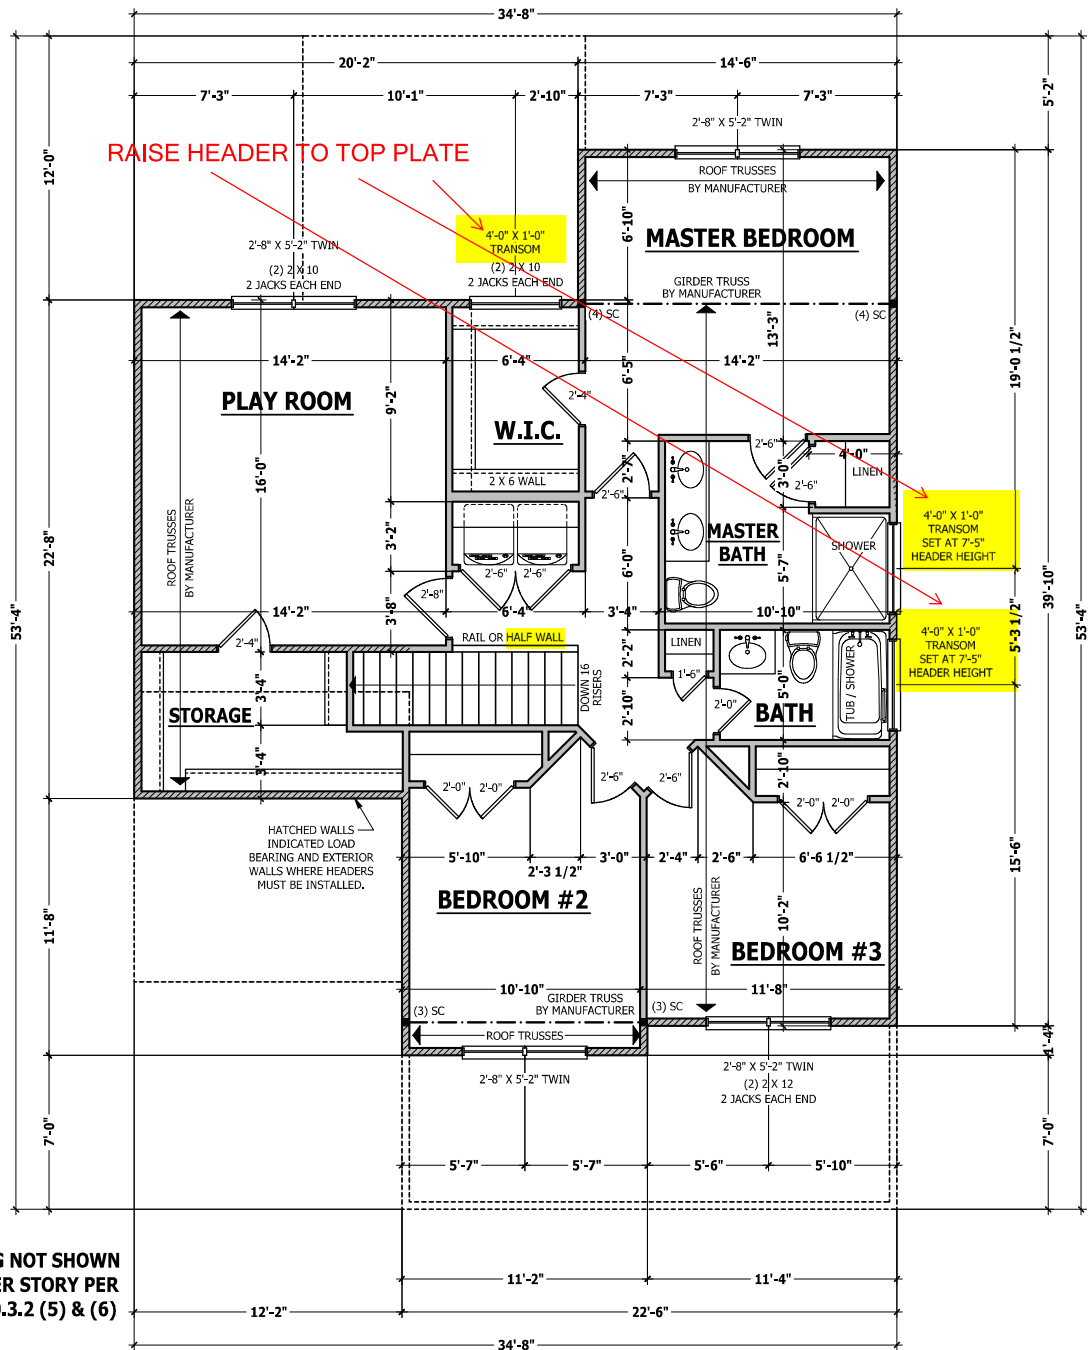 34'-8"
20'-2"
14'-6"
7'-3"
10'-1"
2'-10"
7'-3"
7'-3"
5'-2"
2'-8" X 5'-2" TWIN
RAISE HEADER TO TOP PLATE
12'-0"
ROOF TRUSSES
BY MANUFACTURER
4'-0" X 1'-0"
TRANSOM
(2) 2 X 10
2 JACKS EACH END
2'-8" X 5'-2" TWIN
(2) 2 X 10
2 JACKS EACH END
6'-10"
MASTER BEDROOM
GIRDER TRUSS
BY MANUFACTURER
(4) SC
(4) SC
13'-3"
19'-0 1/2"
14'-2"
6'-4"
6'-5"
14'-2"
PLAY ROOM
9'-2"
2'-4"
W.I.C.
16'-0"
2 X 6 WALL
2'-7"
2'-6"
2'-6"
4'-0"
LINEN
3'-0"
2'-6"
ROOF TRUSSES
BY MANUFACTURER
22'-8"
3'-2"
MASTER
BATH
SHOWER
4'-0" X 1'-0"
TRANSOM
SET AT 7'-5"
HEADER HEIGHT
2'-6"
2'-6"
6'-0"
5'-7"
2'-8"
3'-8"
14'-2"
6'-4"
3'-4"
10'-10"
39'-10"
53'-4"
53'-4"
5'-3 1/2"
RAIL OR HALF WALL
2'-4"
LINEN
2'-2"
4'-0" X 1'-0"
TRANSOM
SET AT 7'-5"
HEADER HEIGHT
3'-4"
DOWN 16
RISERS
1'-6"
2'-0"
5'-0"
TUB / SHOWER
STORAGE
2'-10"
BATH
3'-4"
2'-0"
2'-0"
2'-6"
2'-6"
2'-10"
2'-0"
2'-0"
HATCHED WALLS
INDICATED LOAD
BEARING AND EXTERIOR
WALLS WHERE HEADERS
MUST BE INSTALLED.
5'-10"
2'-3 1/2"
3'-0"
2'-4"
2'-6"
6'-6 1/2"
15'-6"
11'-8"
BEDROOM #2
ROOF TRUSSES
BY MANUFACTURER
10'-2"
BEDROOM #3
10'-10"
11'-8"
(3) SC
GIRDER TRUSS
BY MANUFACTURER
(3) SC
ROOF TRUSSES
1'-4"
2'-8" X 5'-2" TWIN
2'-8" X 5'-2" TWIN
(2) 2 X 12
2 JACKS EACH END
7'-0"
7'-0"
5'-7"
5'-7"
5'-6"
5'-10"
NOT SHOWN
STORY PER
.3.2 (5) & (6)
11'-2"
11'-4"
12'-2"
22'-6"
34'-8"